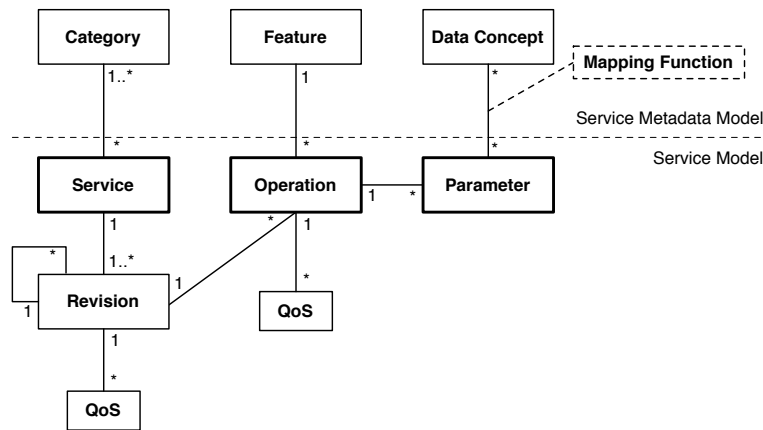 Category
Feature
Data Concept
Mapping Function
1..*
1
*
Service Metadata Model
*
*
*
Service Model
Service
Operation
Parameter
1
*
1
*
1
*
1..*
*
1
1
Revision
*
QoS
1
*
QoS